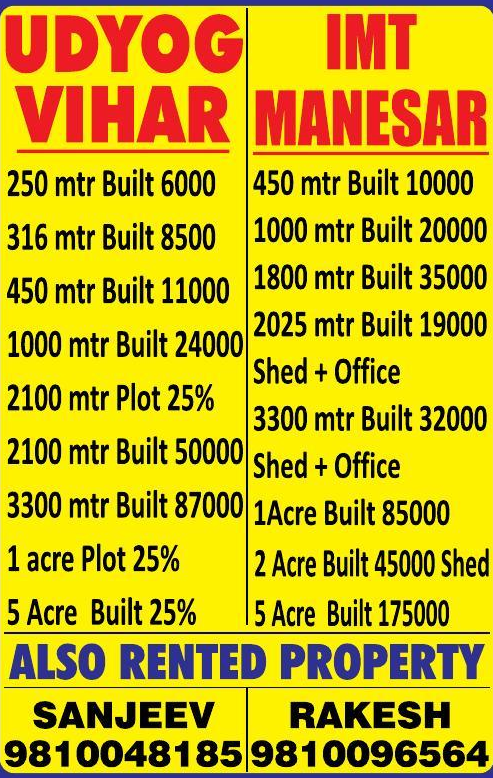 UDYOG
VIHAR
250 mtr Built 6000
316 mtr Built 8500
450 mtr Built 11000
1000 mtr Built 24000
2100 mtr Plot 25%
2100 mtr Built 50000
3300 mtr Built 87000
1 acre Plot 25%
5 Acre Built 25%
IMT
MANESAR
450 mtr Built 10000
1000 mtr Built 20000
1800 mtr Built 35000
2025 mtr Built 19000
Shed + Office
3300 mtr Built 32000
Shed + Office
1Acre Built 85000
2 Acre Built 45000 Shed
5 Acre Built 175000
ALSO RENTED PROPERTY
SANJEEV
9810048185
RAKESH
9810096564